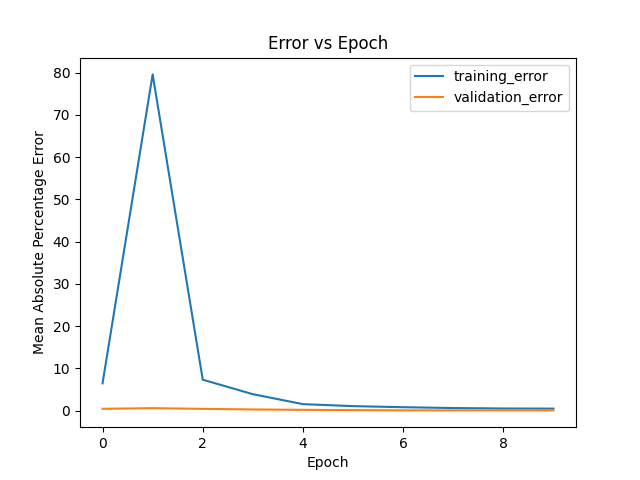 Error vs Epoch
training_error
validation_error
80
70
60
50
40
30
20
10
0
Mean Absolute Percentage Error
0 2 4 6 8
Epoch